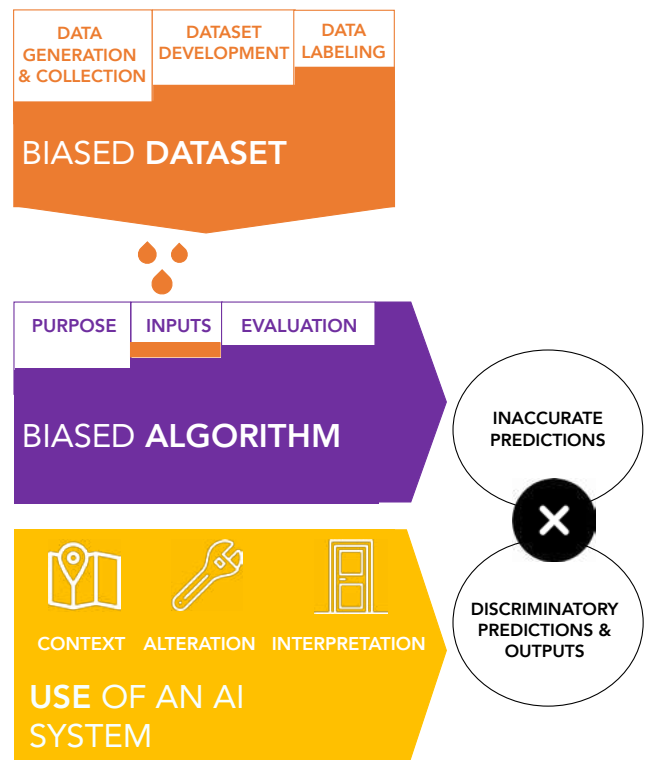 DATA
GENERATION
& COLLECTION
DATASET
DEVELOPMENT
DATA
LABELING
BIASED DATASET
PURPOSE
INPUTS
EVALUATION
BIASED ALGORITHM
INACCURATE
PREDICTIONS
DISCRIMINATORY
PREDICTIONS &
OUTPUTS
CONTEXT
ALTERATION
INTERPRETATION
USE OF AN AI
SYSTEM